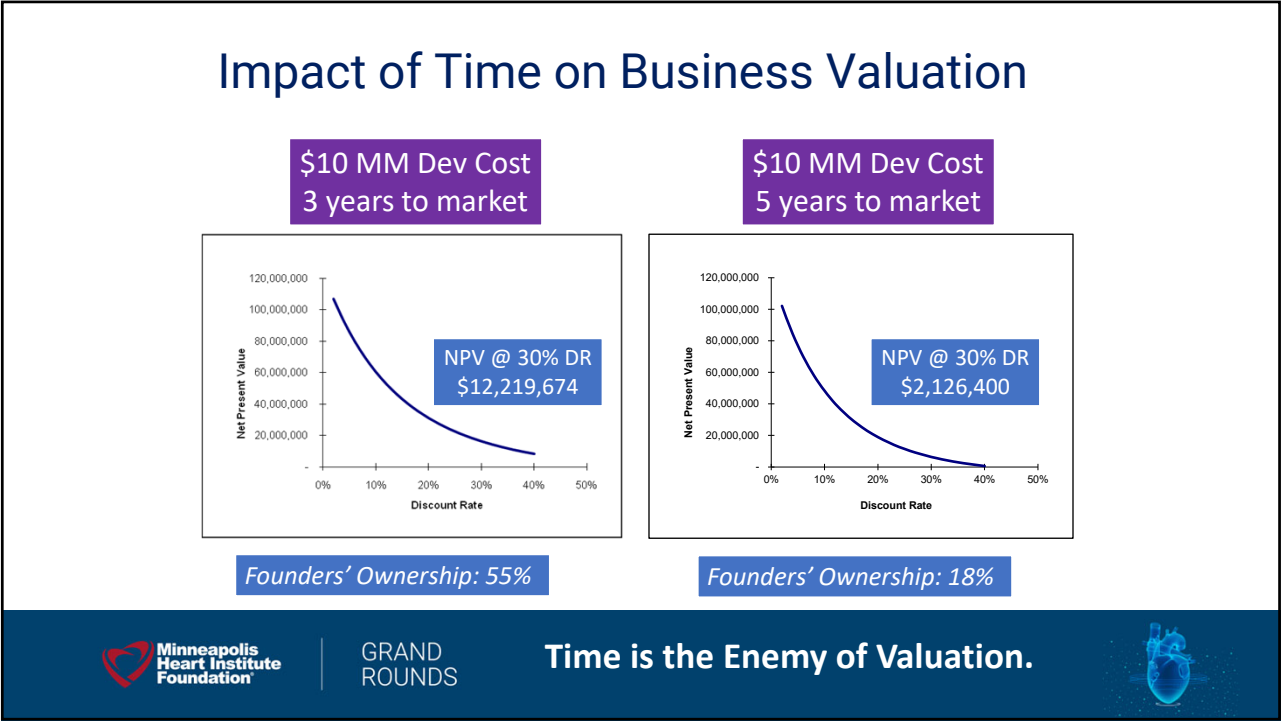 Impact of Time on Business Valuation
$10 MM Dev Cost
3 years to market
$10 MM Dev Cost
5 years to market
120,000,000
100,000,000
80,000,000
60,000,000
40,000,000
20,000,000
-
Net Present Value
0% 10% 20% 30% 40% 50%
Discount Rate
NPV @ 30% DR
$12,219,674
120,000,000
100,000,000
80,000,000
60,000,000
40,000,000
20,000,000
-
Net Present Value
0% 10% 20% 30% 40% 50%
Discount Rate
NPV @ 30% DR
$2,126,400
Founders’ Ownership: 55%
Founders’ Ownership: 18%
Minneapolis
Heart Institute
Foundation®
GRAND
ROUNDS
Time is the Enemy of Valuation.